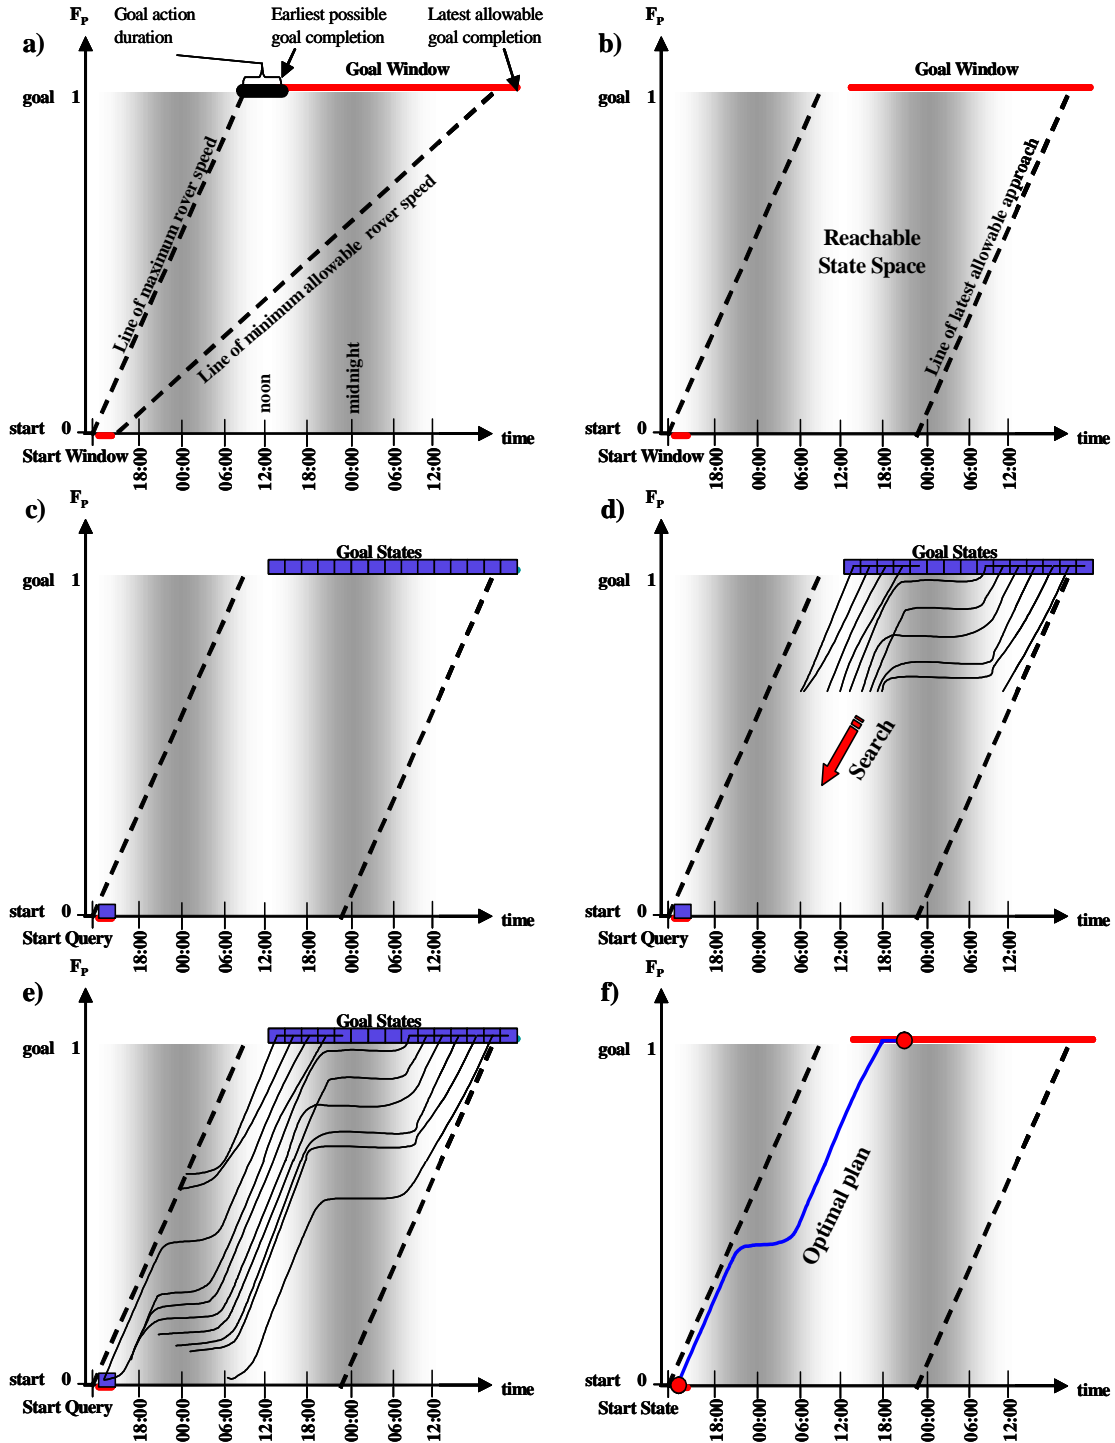 a)
F_P
Goal action
duration
Earliest possible
goal completion
Latest allowable
goal completion
Goal Window
goal 1
Line of maximum rover speed
Line of minimum allowable rover speed
noon
midnight
start 0
time
Start Window
18:00
00:00
06:00
12:00
18:00
00:00
06:00
12:00
b)
F_P
Goal Window
goal 1
Reachable
State Space
Line of latest allowable approach
start 0
time
Start Window
18:00
00:00
06:00
12:00
18:00
00:00
06:00
12:00
c)
F_P
Goal States
goal 1
start 0
time
Start Query
18:00
00:00
06:00
12:00
18:00
00:00
06:00
12:00
d)
F_P
Goal States
goal 1
Search
start 0
time
Start Query
18:00
00:00
06:00
12:00
18:00
00:00
06:00
12:00
e)
F_P
Goal States
goal 1
start 0
time
Start Query
18:00
00:00
06:00
12:00
18:00
00:00
06:00
12:00
f)
F_P
goal 1
Optimal plan
start 0
time
Start State
18:00
00:00
06:00
12:00
18:00
00:00
06:00
12:00